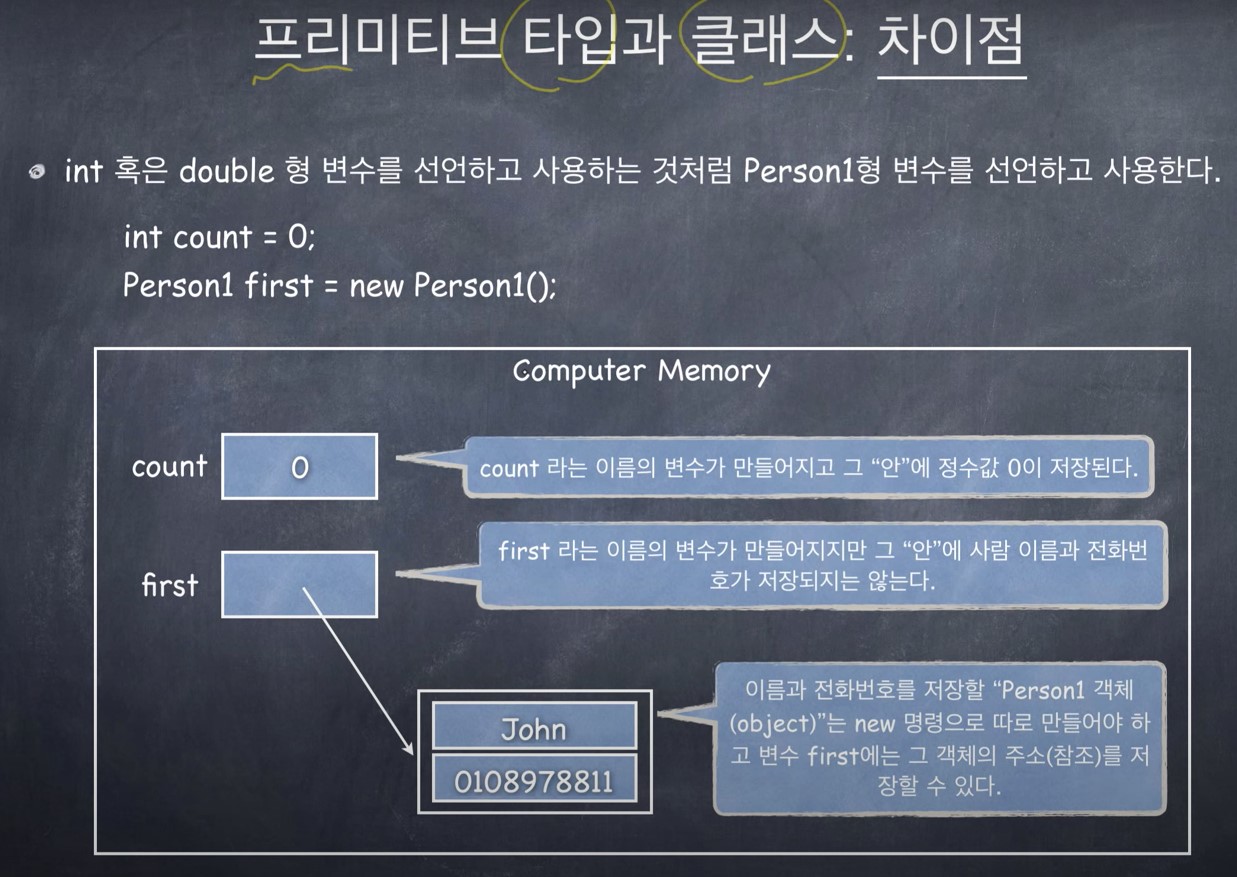 프리미티브 타입과 클래스: 차이점
int 혹은 double 형 변수를 선언하고 사용하는 것처럼 Person1형 변수를 선언하고 사용한다.
int count = 0;
Person1 first = new Person1();
Computer Memory
count
0
count 라는 이름의 변수가 만들어지고 그 “안”에 정수값 0이 저장된다.
first
first 라는 이름의 변수가 만들어지지만 그 “안”에 사람 이름과 전화번
호가 저장되지는 않는다.
John
0108978811
이름과 전화번호를 저장할 “Person1 객체
(object)”는 new 명령으로 따로 만들어야 하
고 변수 first에는 그 객체의 주소(참조)를 저
장할 수 있다.